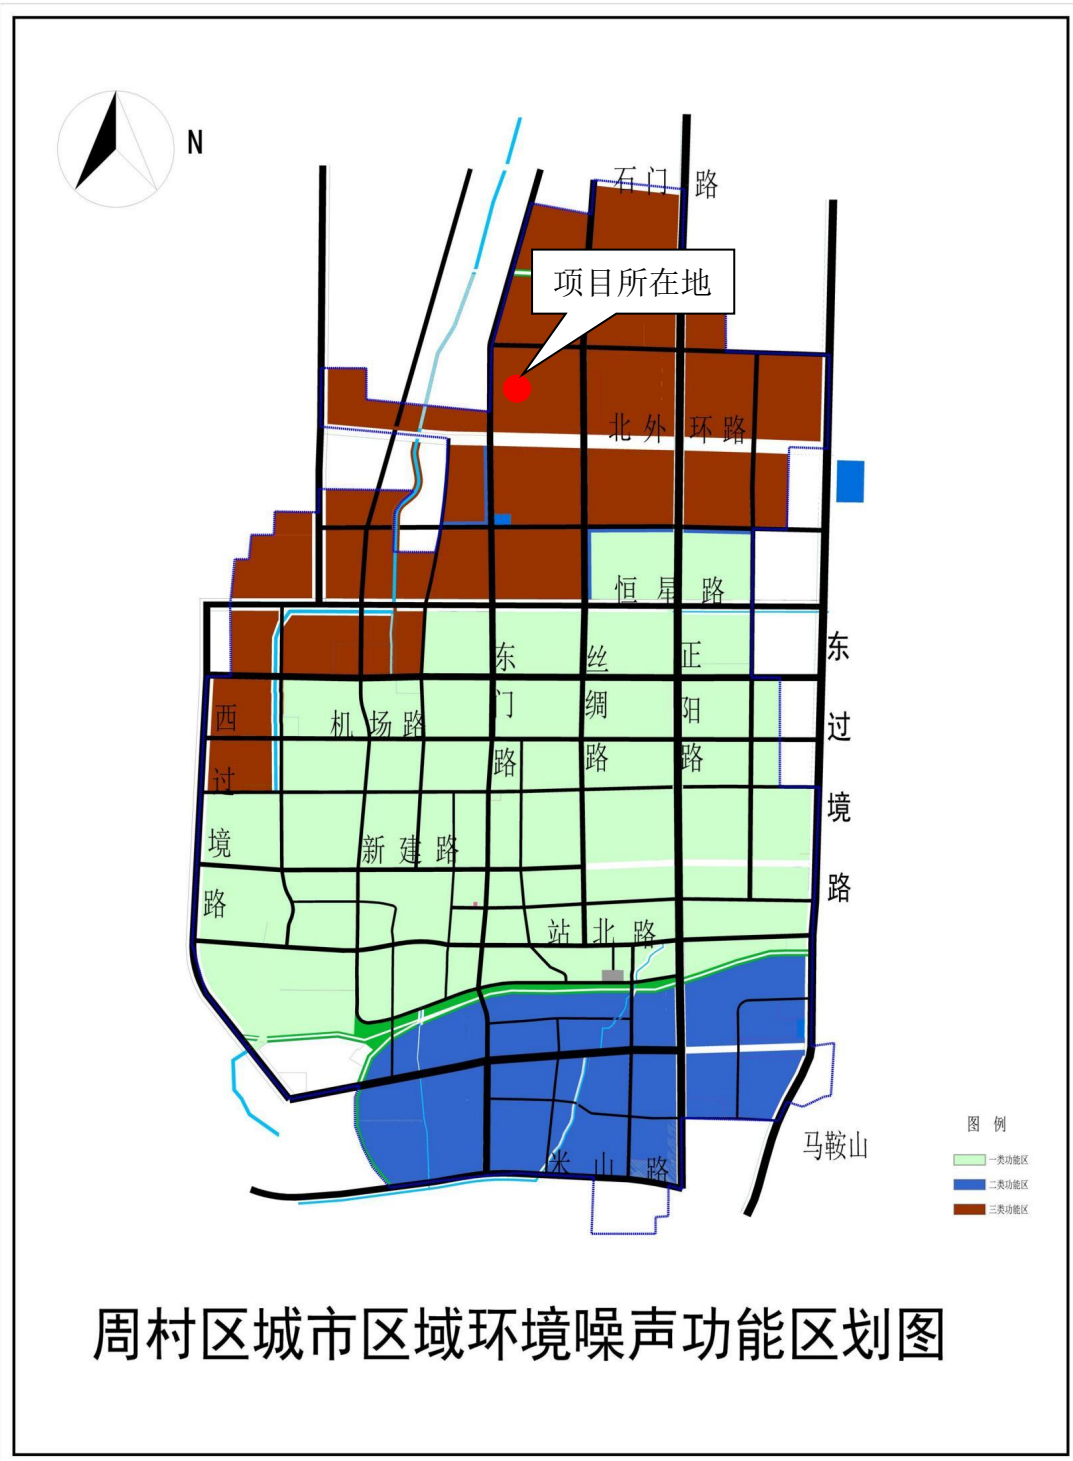 N
石门 路
项目所在地
北外 环路
恒星路
东门路
丝绸路
正阳路
东过境路
西过境路
机场路
新建路
站北路
米山路
马鞍山
图 例
一类功能区
二类功能区
三类功能区
周村区城市区域环境噪声功能区划图